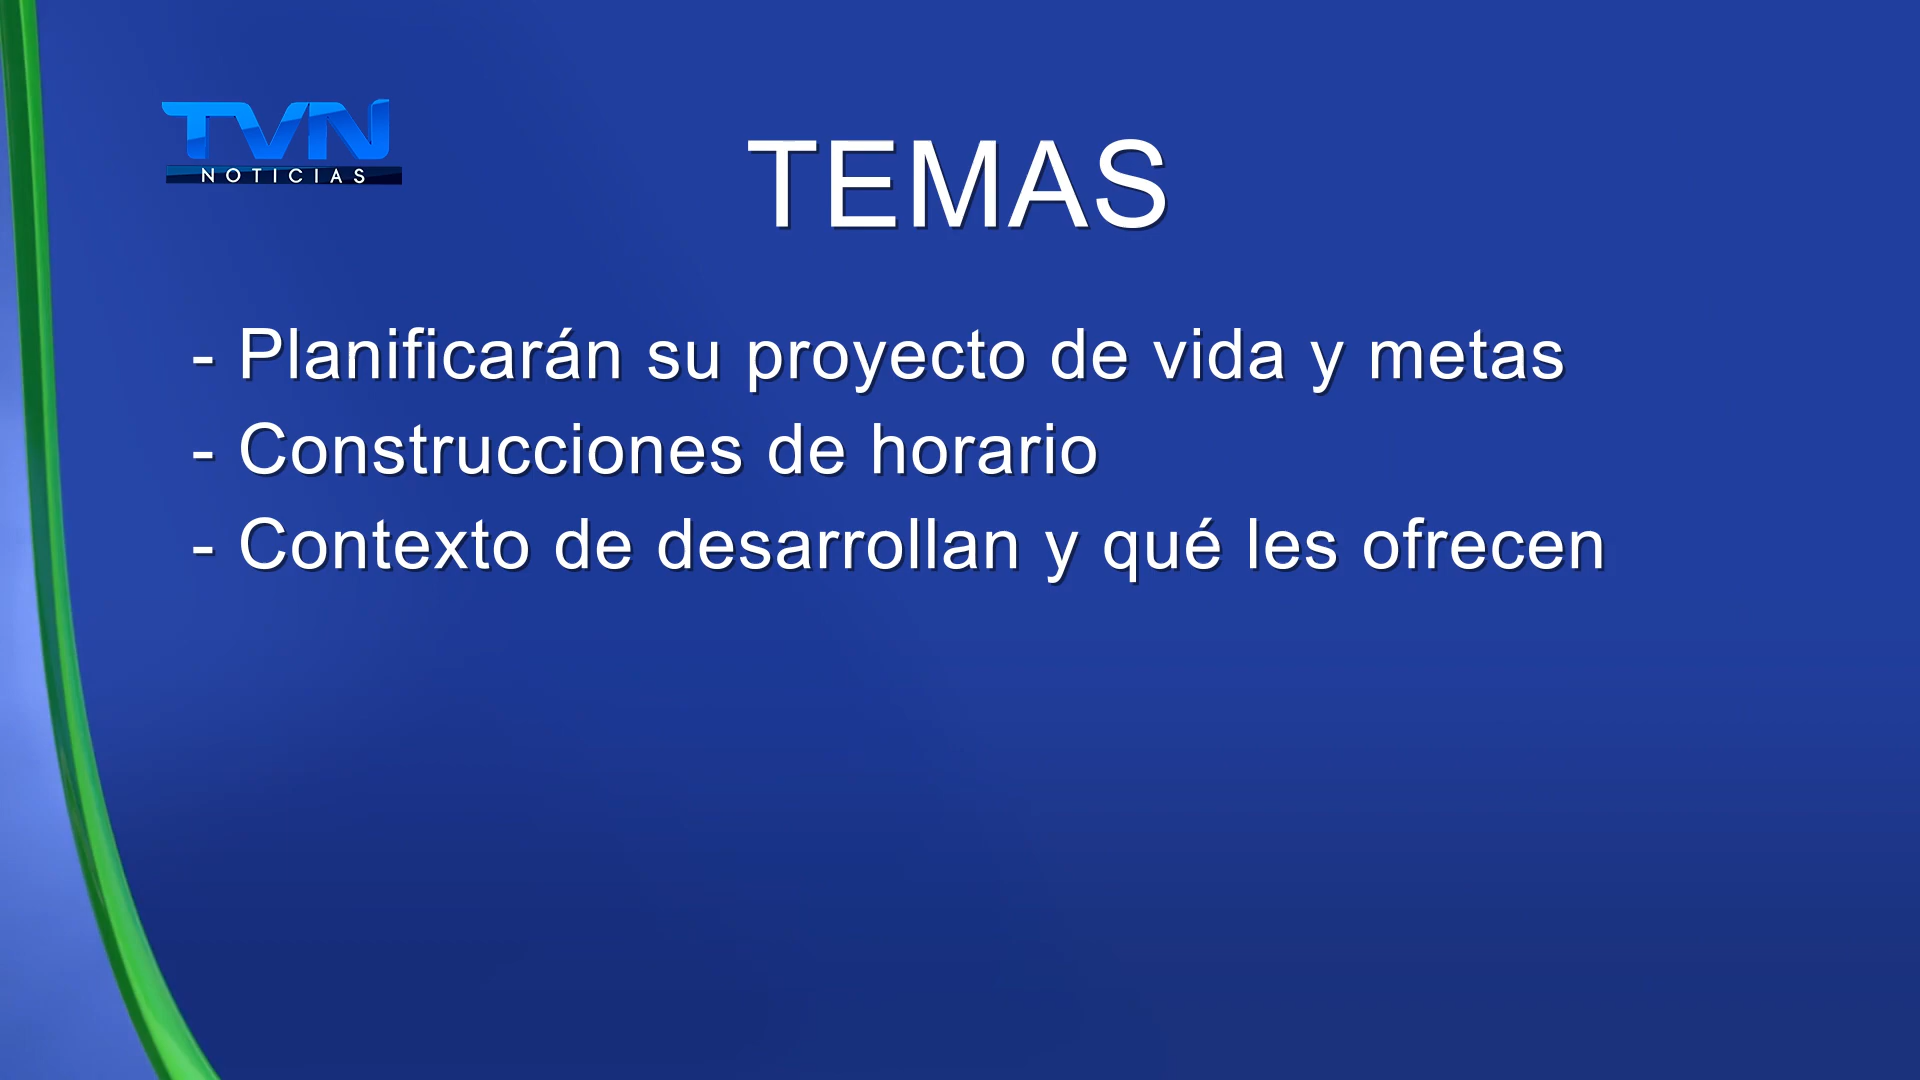 TVN
NOTICIAS
TEMAS
- Planificarán su proyecto de vida y metas
- Construcciones de horario
- Contexto de desarrollan y qué les ofrecen